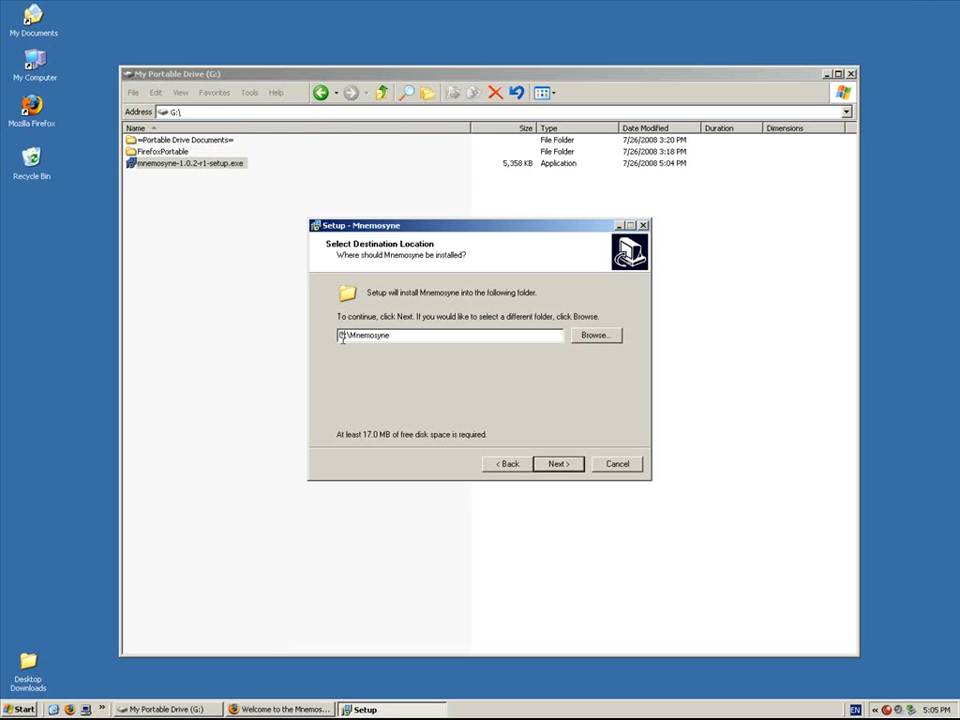 My Documents
My Computer
Mozilla Firefox
Recycle Bin
Desktop
Downloads
My Portable Drive (G:)
File Edit View Favorites Tools Help
Address G:\
Name Size Type Date Modified Duration Dimensions
=Portable Drive Documents= File Folder 7/26/2008 3:20 PM
FirefoxPortable File Folder 7/26/2008 3:18 PM
mnemosyne-1.0.2-r1-setup.exe 5,358 KB Application 7/26/2008 5:04 PM
Setup - Mnemosyne
Select Destination Location
Where should Mnemosyne be installed?
Setup will install Mnemosyne into the following folder.
To continue, click Next. If you would like to select a different folder, click Browse.
:\Mnemosyne
Browse...
At least 17.0 MB of free disk space is required.
< Back Next > Cancel
Start » My Portable Drive (G:) Welcome to the Mnemos... Setup EN « 5:05 PM